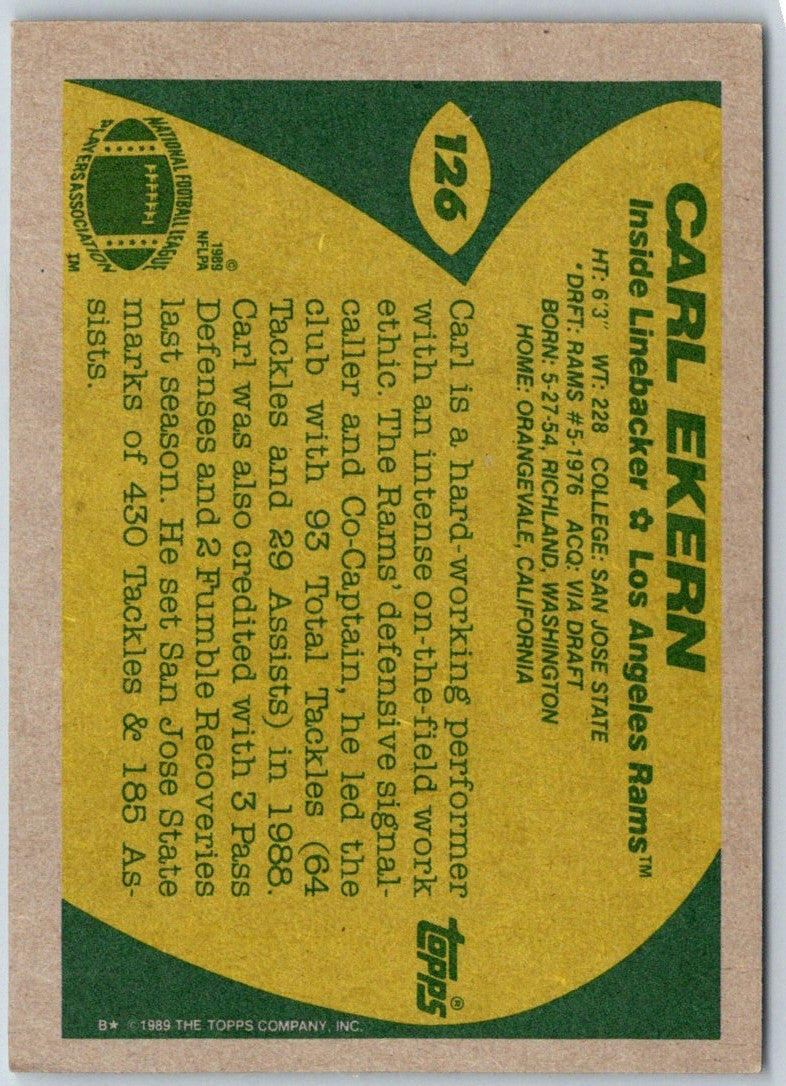 126
CARL EKERN
Inside Linebacker ✿ Los Angeles Rams™
HT: 6'3" WT: 228 COLLEGE: SAN JOSE STATE
*DRFT: RAMS #5-1976 ACQ: VIA DRAFT
BORN: 5-27-54, RICHLAND, WASHINGTON
HOME: ORANGEVALE, CALIFORNIA
Carl is a hard-working performer
with an intense on-the-field work
ethic. The Rams' defensive signal-
caller and Co-Captain, he led the
club with 93 Total Tackles (64
Tackles and 29 Assists) in 1988.
Carl was also credited with 3 Pass
Defenses and 2 Fumble Recoveries
last season. He set San Jose State
marks of 430 Tackles & 185 As-
sists.
NATIONAL FOOTBALL LEAGUE
PLAYERS ASSOCIATION
TM
©
1989
NFLPA
topps®
B★ ©1989 THE TOPPS COMPANY, INC.